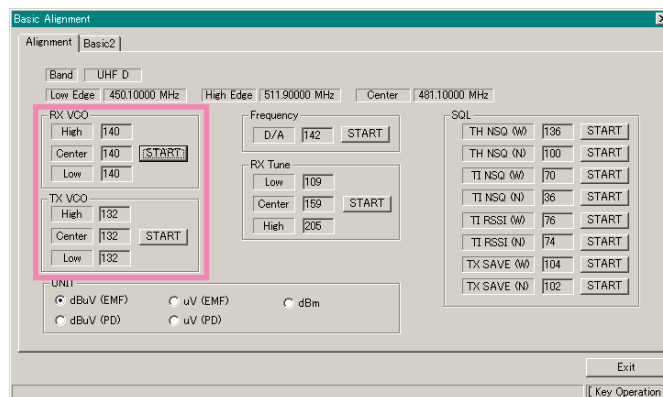 Basic Alignment
Alignment Basic2
Band UHF D
Low Edge 450.10000 MHz High Edge 511.90000 MHz Center 481.10000 MHz
RX VCO
High 140
Center 140 START
Low 140
TX VCO
High 132
Center 132 START
Low 132
Frequency
D/A 142 START
RX Tune
Low 109
Center 159 START
High 205
SQL
TH NSQ (W) 136 START
TH NSQ (N) 100 START
TI NSQ (W) 70 START
TI NSQ (N) 36 START
TI RSSI (W) 76 START
TI RSSI (N) 74 START
TX SAVE (W) 104 START
TX SAVE (N) 102 START
UNIT
dBuV (EMF) uV (EMF) dBm
dBuV (PD) uV (PD)
Exit
[ Key Operation